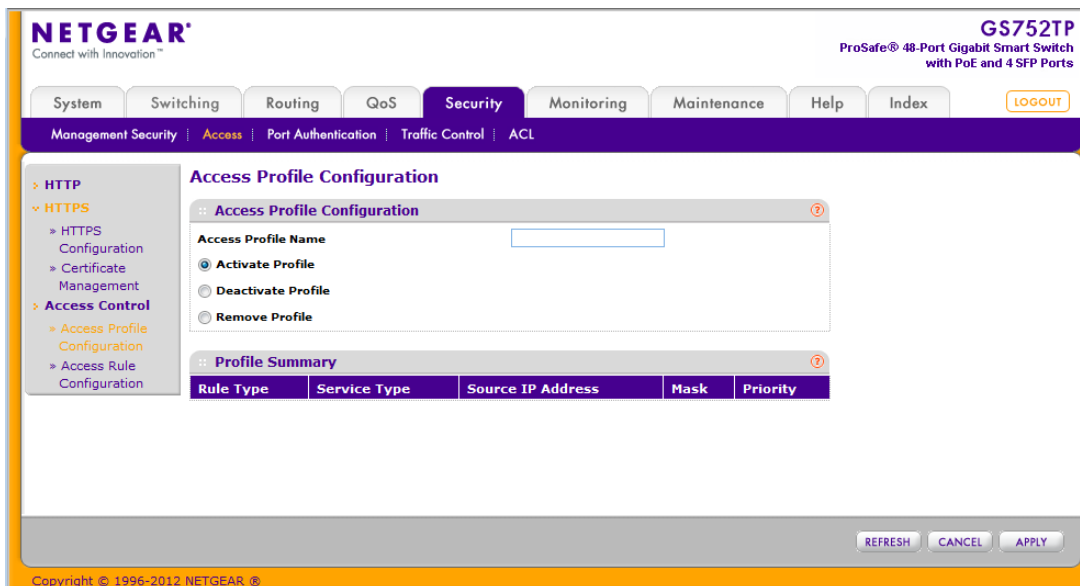 NETGEAR®
Connect with Innovation™
GS752TP
ProSafe® 48-Port Gigabit Smart Switch
with PoE and 4 SFP Ports
System Switching Routing QoS Security Monitoring Maintenance Help Index LOGOUT
Management Security Access Port Authentication Traffic Control ACL
HTTP
HTTPS
» HTTPS
Configuration
» Certificate
Management
Access Control
» Access Profile
Configuration
» Access Rule
Configuration
Access Profile Configuration
Access Profile Configuration ?
Access Profile Name
Activate Profile
Deactivate Profile
Remove Profile
Profile Summary ?
Rule Type Service Type Source IP Address Mask Priority
REFRESH CANCEL APPLY
Copyright © 1996-2012 NETGEAR ®